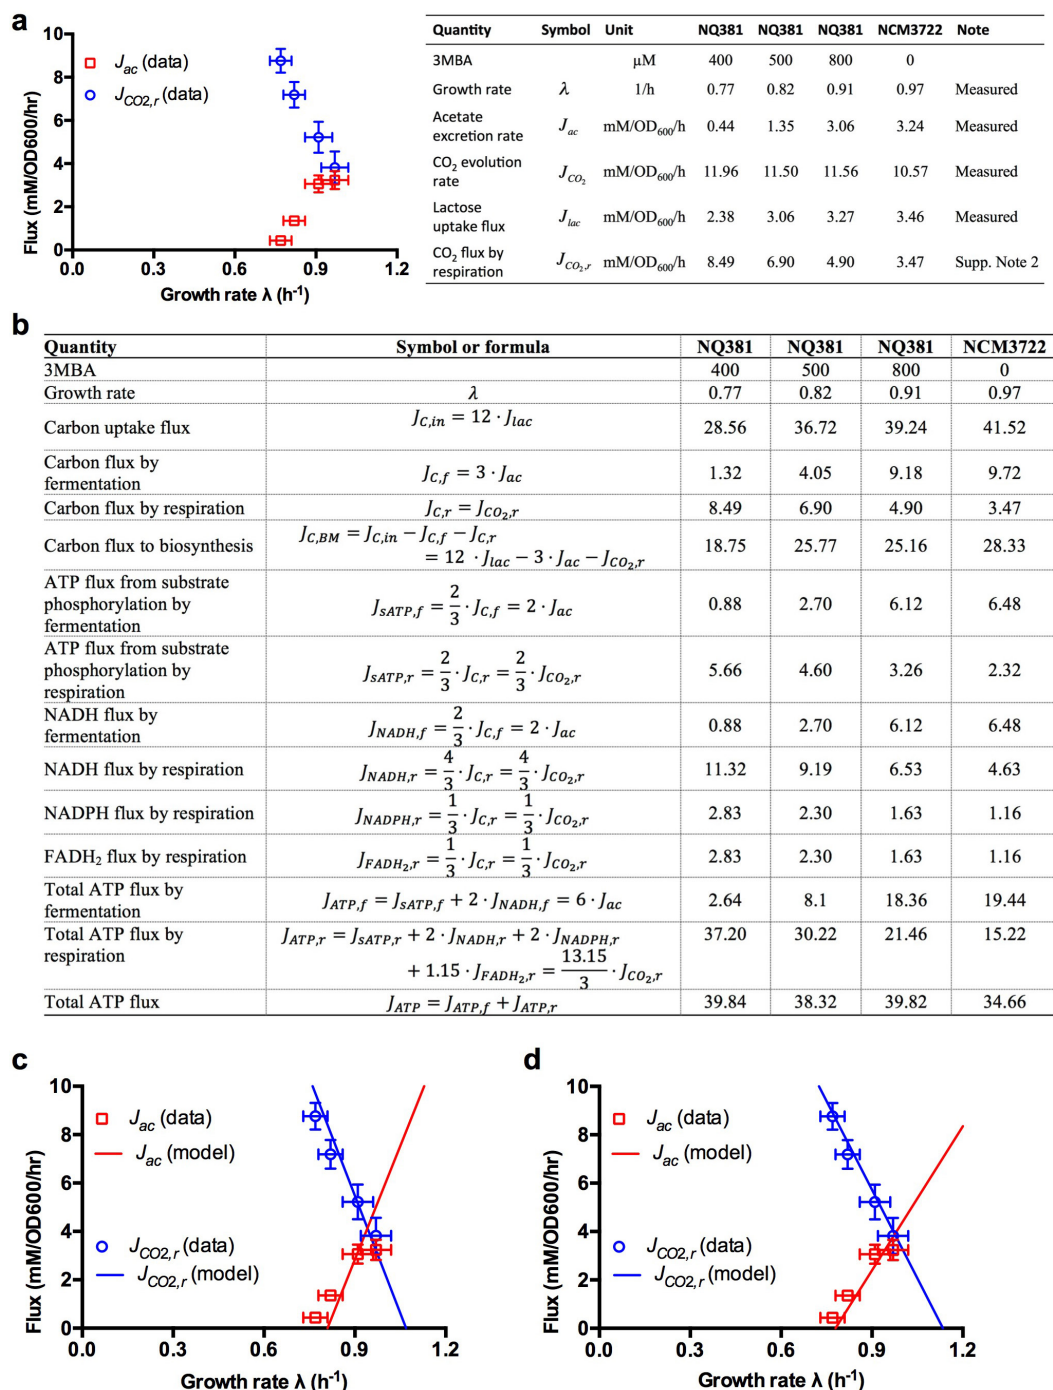 a
10
8
6
4
2
0
Flux (mM/OD600/hr)
J_ac (data)
J_CO2,r (data)
0.0 0.3 0.6 0.9 1.2
Growth rate λ (h⁻¹)
Quantity Symbol Unit NQ381 NQ381 NQ381 NCM3722 Note
3MBA μM 400 500 800 0
Growth rate λ 1/h 0.77 0.82 0.91 0.97 Measured
Acetate
excretion rate J_ac mM/OD₆₀₀/h 0.44 1.35 3.06 3.24 Measured
CO₂ evolution
rate J_CO₂ mM/OD₆₀₀/h 11.96 11.50 11.56 10.57 Measured
Lactose
uptake flux J_lac mM/OD₆₀₀/h 2.38 3.06 3.27 3.46 Measured
CO₂ flux by
respiration J_CO₂,r mM/OD₆₀₀/h 8.49 6.90 4.90 3.47 Supp. Note 2
b
Quantity Symbol or formula NQ381 NQ381 NQ381 NCM3722
3MBA 400 500 800 0
Growth rate λ 0.77 0.82 0.91 0.97
Carbon uptake flux J_C,in = 12 · J_lac 28.56 36.72 39.24 41.52
Carbon flux by
fermentation J_C,f = 3 · J_ac 1.32 4.05 9.18 9.72
Carbon flux by respiration J_C,r = J_CO₂,r 8.49 6.90 4.90 3.47
Carbon flux to biosynthesis J_C,BM = J_C,in − J_C,f − J_C,r
= 12 · J_lac − 3 · J_ac − J_CO₂,r 18.75 25.77 25.16 28.33
ATP flux from substrate
phosphorylation by
fermentation J_sATP,f = 2/3 · J_C,f = 2 · J_ac 0.88 2.70 6.12 6.48
ATP flux from substrate
phosphorylation by
respiration J_sATP,r = 2/3 · J_C,r = 2/3 · J_CO₂,r 5.66 4.60 3.26 2.32
NADH flux by
fermentation J_NADH,f = 2/3 · J_C,f = 2 · J_ac 0.88 2.70 6.12 6.48
NADH flux by respiration J_NADH,r = 4/3 · J_C,r = 4/3 · J_CO₂,r 11.32 9.19 6.53 4.63
NADPH flux by respiration J_NADPH,r = 1/3 · J_C,r = 1/3 · J_CO₂,r 2.83 2.30 1.63 1.16
FADH₂ flux by respiration J_FADH₂,r = 1/3 · J_C,r = 1/3 · J_CO₂,r 2.83 2.30 1.63 1.16
Total ATP flux by
fermentation J_ATP,f = J_sATP,f + 2 · J_NADH,f = 6 · J_ac 2.64 8.1 18.36 19.44
Total ATP flux by J_ATP,r = J_sATP,r + 2 · J_NADH,r + 2 · J_NADPH,r 37.20 30.22 21.46 15.22
respiration + 1.15 · J_FADH₂,r = 13.15/3 · J_CO₂,r
Total ATP flux J_ATP = J_ATP,f + J_ATP,r 39.84 38.32 39.82 34.66
c
10
8
6
4
2
0
Flux (mM/OD600/hr)
J_ac (data)
J_ac (model)
J_CO2,r (data)
J_CO2,r (model)
0.0 0.3 0.6 0.9 1.2
Growth rate λ (h⁻¹)
d
10
8
6
4
2
0
Flux (mM/OD600/hr)
J_ac (data)
J_ac (model)
J_CO2,r (data)
J_CO2,r (model)
0.0 0.3 0.6 0.9 1.2
Growth rate λ (h⁻¹)